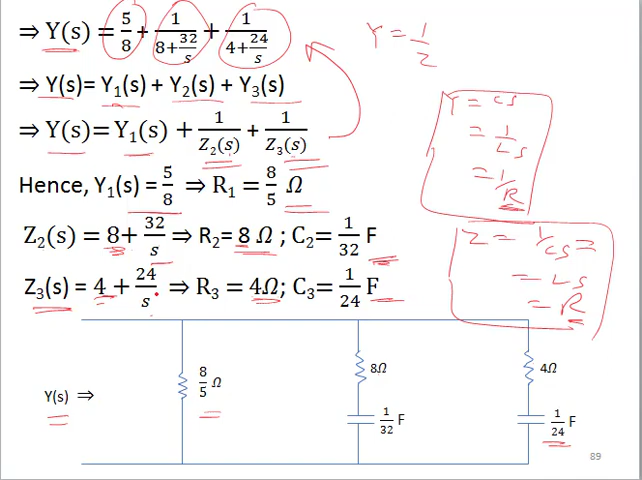 ⇒ Y(s) = 5/8 + 1/(8+32/s) + 1/(4+24/s)
Y = 1/2
⇒ Y(s)= Y₁(s) + Y₂(s) + Y₃(s)
⇒ Y(s)= Y₁(s) + 1/Z₂(s) + 1/Z₃(s)
Y = CS
= 1/LS
= 1/R
Hence, Y₁(s) = 5/8 ⇒ R₁ = 8/5 Ω
Z₂(s) = 8+ 32/s ⇒ R₂= 8 Ω ; C₂= 1/32 F
Z₃(s) = 4 + 24/s ⇒ R₃ = 4Ω; C₃= 1/24 F
Z = 1/CS =
= LS
= R
Y(s) ⇒
8/5 Ω
8Ω
1/32 F
4Ω
1/24 F
89